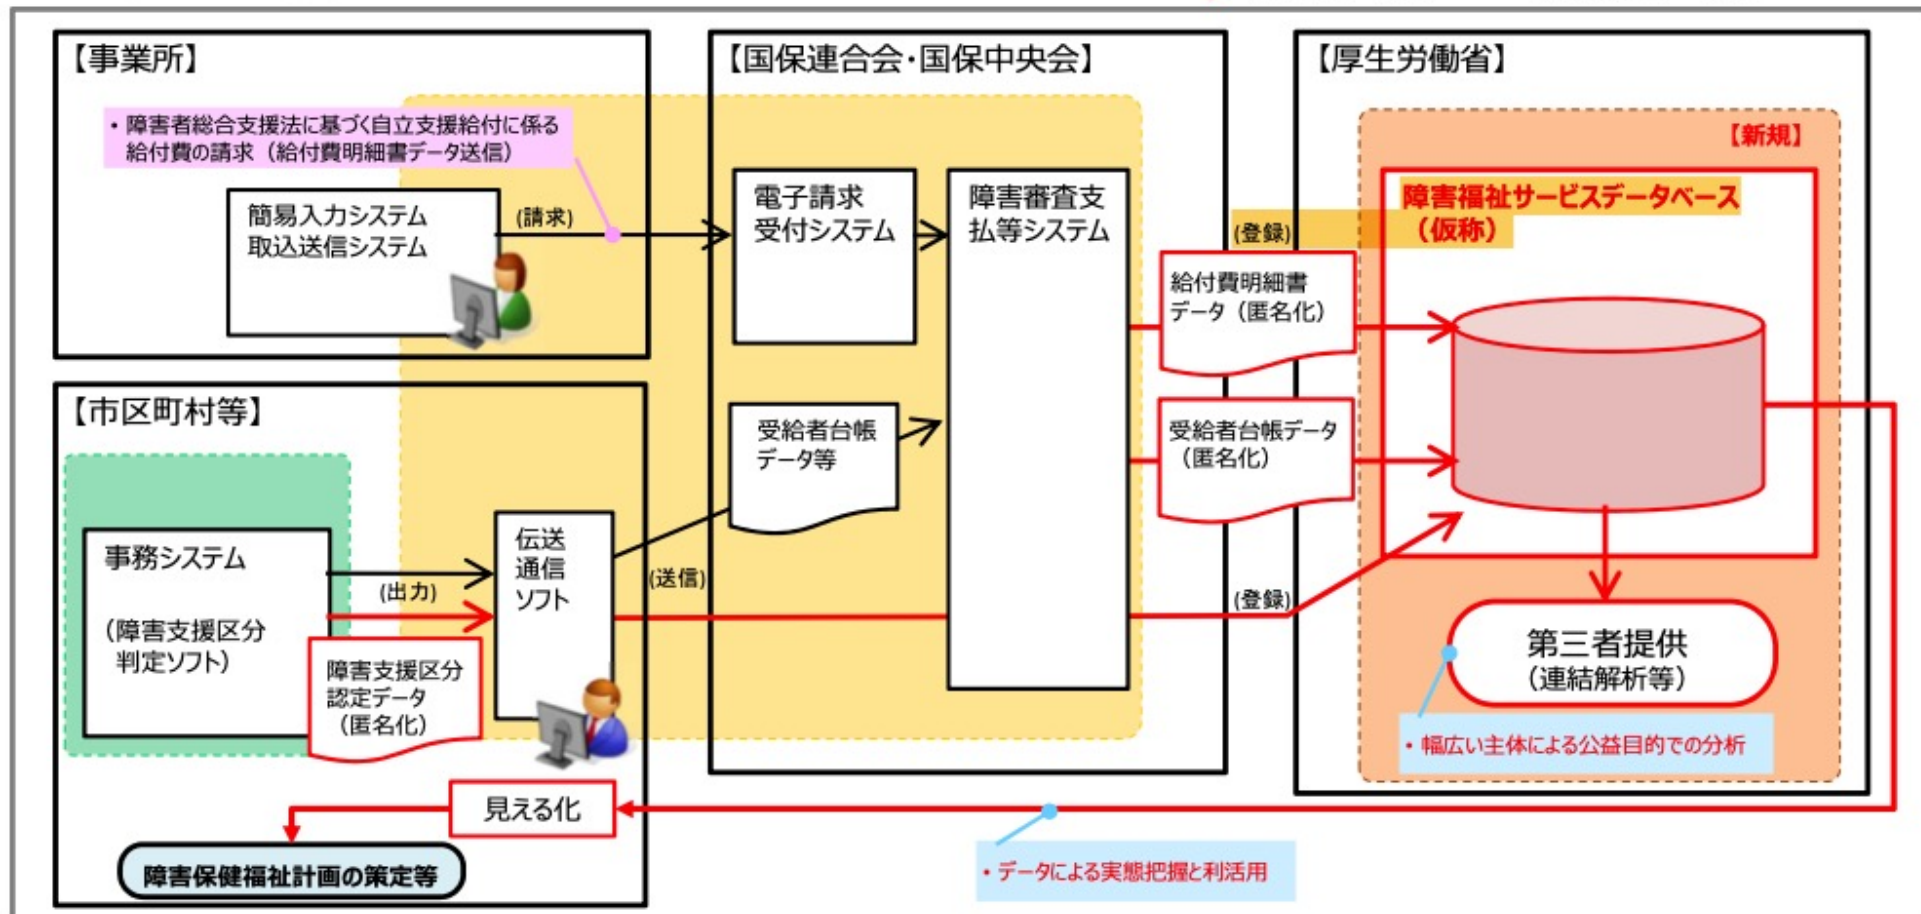 【事業所】
・障害者総合支援法に基づく自立支援給付に係る
給付費の請求（給付費明細書データ送信）
簡易入力システム
取込送信システム
(請求)
【国保連合会・国保中央会】
電子請求
受付システム
障害審査支
払等システム
【厚生労働省】
【新規】
障害福祉サービスデータベース
（仮称）
(登録)
給付費明細書
データ（匿名化）
受給者台帳データ
（匿名化）
(登録)
第三者提供
（連結解析等）
・幅広い主体による公益目的での分析
【市区町村等】
事務システム
（障害支援区分
判定ソフト）
(出力)
障害支援区分
認定データ
（匿名化）
伝送
通信
ソフト
(送信)
受給者台帳
データ等
見える化
障害保健福祉計画の策定等
・データによる実態把握と利活用